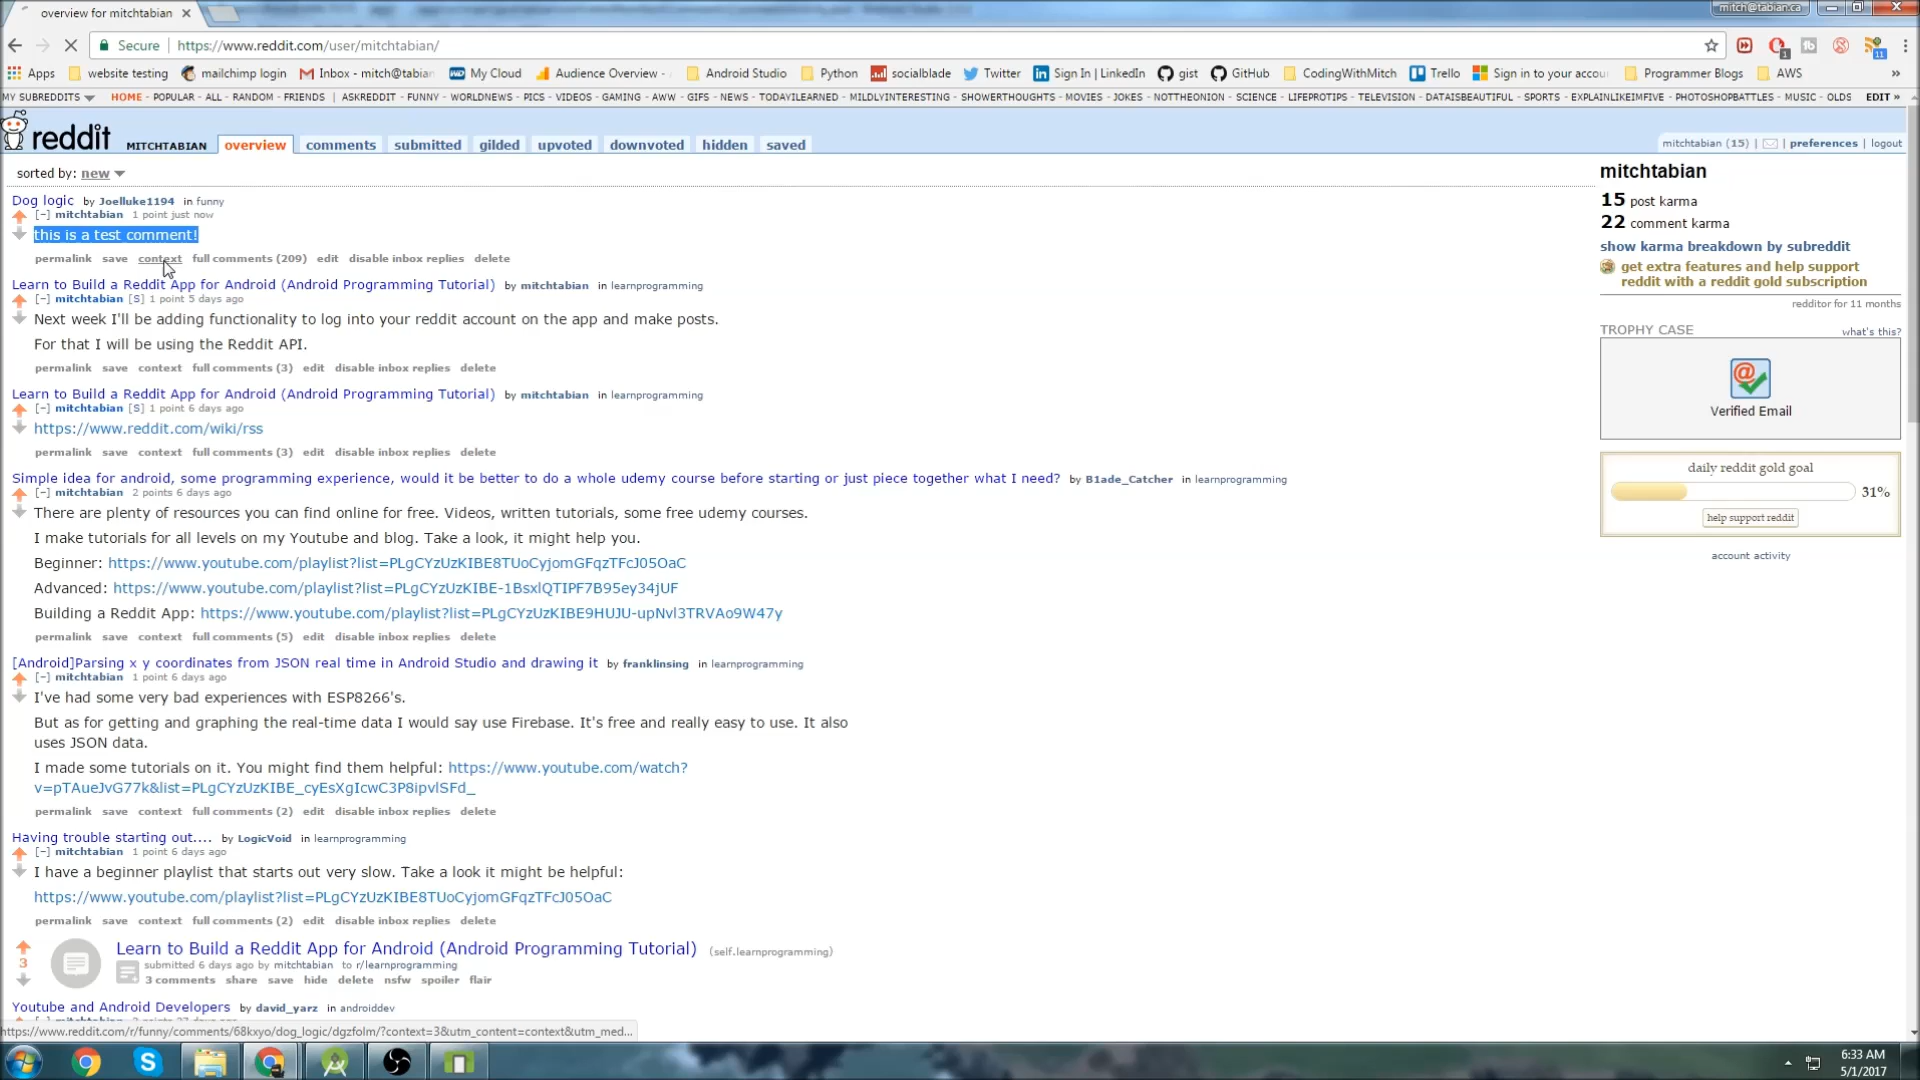 overview for mitchtabian
mitch@tabian.ca
Secure https://www.reddit.com/user/mitchtabian/
Apps website testing mailchimp login Inbox - mitch@tabian My Cloud Audience Overview - Android Studio Python socialblade Twitter Sign In | LinkedIn gist GitHub CodingWithMitch Trello Sign in to your accou Programmer Blogs AWS »
MY SUBREDDITS HOME - POPULAR - ALL - RANDOM - FRIENDS | ASKREDDIT - FUNNY - WORLDNEWS - PICS - VIDEOS - GAMING - AWW - GIFS - NEWS - TODAYILEARNED - MILDLYINTERESTING - SHOWERTHOUGHTS - MOVIES - JOKES - NOTTHEONION - SCIENCE - LIFEPROTIPS - TELEVISION - DATAISBEAUTIFUL - SPORTS - EXPLAINLIKEIMFIVE - PHOTOSHOPBATTLES - MUSIC - OLDS EDIT »
reddit MITCHTABIAN overview comments submitted gilded upvoted downvoted hidden saved
mitchtabian (15) | | preferences | logout
sorted by: new
Dog logic by Joelluke1194 in funny
[-] mitchtabian 1 point just now
this is a test comment!
permalink save context full comments (209) edit disable inbox replies delete
Learn to Build a Reddit App for Android (Android Programming Tutorial) by mitchtabian in learnprogramming
[-] mitchtabian [S] 1 point 5 days ago
Next week I'll be adding functionality to log into your reddit account on the app and make posts.
For that I will be using the Reddit API.
permalink save context full comments (3) edit disable inbox replies delete
Learn to Build a Reddit App for Android (Android Programming Tutorial) by mitchtabian in learnprogramming
[-] mitchtabian [S] 1 point 6 days ago
https://www.reddit.com/wiki/rss
permalink save context full comments (3) edit disable inbox replies delete
Simple idea for android, some programming experience, would it be better to do a whole udemy course before starting or just piece together what I need? by B1ade_Catcher in learnprogramming
[-] mitchtabian 2 points 6 days ago
There are plenty of resources you can find online for free. Videos, written tutorials, some free udemy courses.
I make tutorials for all levels on my Youtube and blog. Take a look, it might help you.
Beginner: https://www.youtube.com/playlist?list=PLgCYzUzKIBE8TUoCyjomGFqzTFcJ05OaC
Advanced: https://www.youtube.com/playlist?list=PLgCYzUzKIBE-1BsxlQTIPF7B95ey34jUF
Building a Reddit App: https://www.youtube.com/playlist?list=PLgCYzUzKIBE9HUJU-upNvl3TRVAo9W47y
permalink save context full comments (5) edit disable inbox replies delete
[Android]Parsing x y coordinates from JSON real time in Android Studio and drawing it by franklinsing in learnprogramming
[-] mitchtabian 1 point 6 days ago
I've had some very bad experiences with ESP8266's.
But as for getting and graphing the real-time data I would say use Firebase. It's free and really easy to use. It also
uses JSON data.
I made some tutorials on it. You might find them helpful: https://www.youtube.com/watch?
v=pTAueJvG77k&list=PLgCYzUzKIBE_cyEsXgIcwC3P8ipvlSFd_
permalink save context full comments (2) edit disable inbox replies delete
Having trouble starting out.... by LogicVoid in learnprogramming
[-] mitchtabian 1 point 6 days ago
I have a beginner playlist that starts out very slow. Take a look it might be helpful:
https://www.youtube.com/playlist?list=PLgCYzUzKIBE8TUoCyjomGFqzTFcJ05OaC
permalink save context full comments (2) edit disable inbox replies delete
3 Learn to Build a Reddit App for Android (Android Programming Tutorial) (self.learnprogramming)
submitted 6 days ago by mitchtabian to r/learnprogramming
3 comments share save hide delete nsfw spoiler flair
Youtube and Android Developers by david_yarz in androiddev
https://www.reddit.com/r/funny/comments/68kxyo/dog_logic/dgzfolm/?context=3&utm_content=context&utm_med...
mitchtabian
15 post karma
22 comment karma
show karma breakdown by subreddit
get extra features and help support
reddit with a reddit gold subscription
redditor for 11 months
TROPHY CASE what's this?
Verified Email
daily reddit gold goal
31%
help support reddit
account activity
6:33 AM
5/1/2017